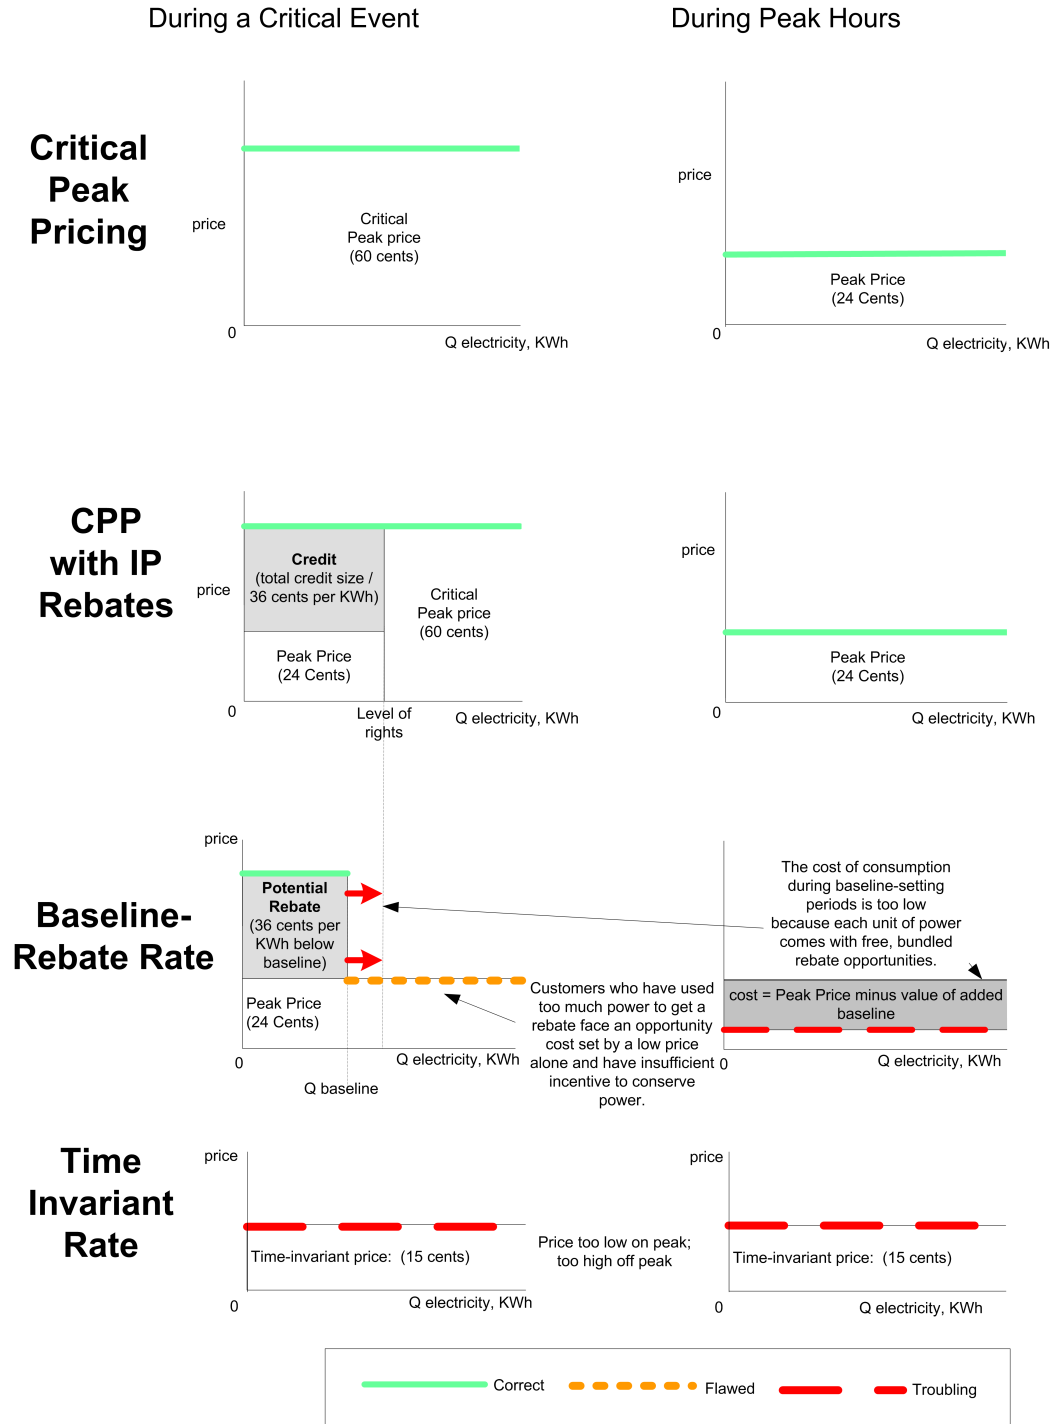 During a Critical Event
During Peak Hours
Critical
Peak
Pricing
price
Critical
Peak price
(60 cents)
0
Q electricity, KWh
price
Peak Price
(24 Cents)
0
Q electricity, KWh
CPP
with IP
Rebates
price
Credit
(total credit size /
36 cents per KWh)
Critical
Peak price
(60 cents)
Peak Price
(24 Cents)
0
Level of
rights
Q electricity, KWh
price
Peak Price
(24 Cents)
0
Q electricity, KWh
Baseline-
Rebate Rate
price
Potential
Rebate
(36 cents per
KWh below
baseline)
Peak Price
(24 Cents)
0
Q electricity, KWh
Q baseline
Customers who have used
too much power to get a
rebate face an opportunity
cost set by a low price
alone and have insufficient
incentive to conserve
power.
The cost of consumption
during baseline-setting
periods is too low
because each unit of power
comes with free, bundled
rebate opportunities.
cost = Peak Price minus value of added
baseline
0
Q electricity, KWh
Time
Invariant
Rate
price
Time-invariant price:  (15 cents)
0
Q electricity, KWh
Price too low on peak;
too high off peak
price
Time-invariant price:  (15 cents)
0
Q electricity, KWh
Correct
Flawed
Troubling